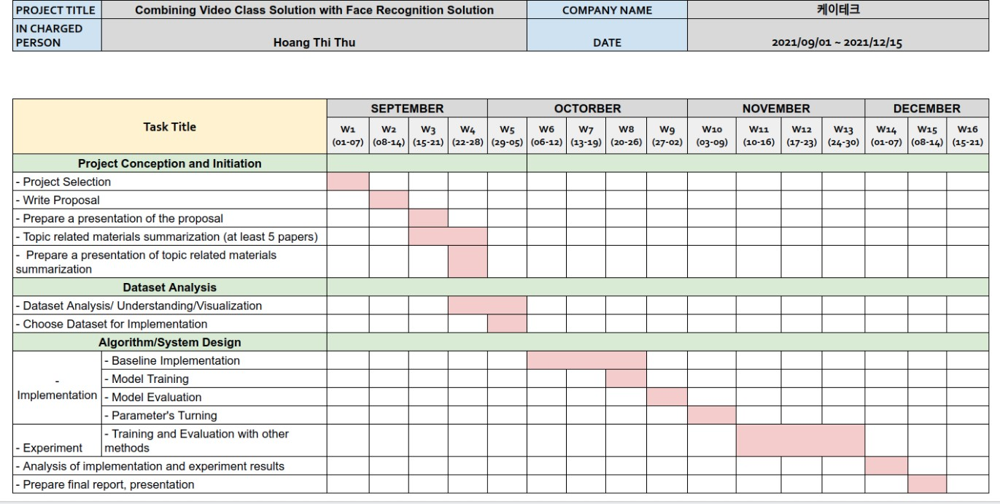 PROJECT TITLE Combining Video Class Solution with Face Recognition Solution COMPANY NAME 케이테크
IN CHARGED
PERSON Hoang Thi Thu DATE 2021/09/01 ~ 2021/12/15
Task Title SEPTEMBER OCTORBER NOVEMBER DECEMBER
W1 W2 W3 W4 W5 W6 W7 W8 W9 W10 W11 W12 W13 W14 W15 W16
(01-07) (08-14) (15-21) (22-28) (29-05) (06-12) (13-19) (20-26) (27-02) (03-09) (10-16) (17-23) (24-30) (01-07) (08-14) (15-21)
Project Conception and Initiation
- Project Selection
- Write Proposal
- Prepare a presentation of the proposal
- Topic related materials summarization (at least 5 papers)
- Prepare a presentation of topic related materials
summarization
Dataset Analysis
- Dataset Analysis/ Understanding/Visualization
- Choose Dataset for Implementation
Algorithm/System Design
-
Implementation
- Baseline Implementation
- Model Training
- Model Evaluation
- Parameter's Turning
- Experiment
- Training and Evaluation with other
methods
- Analysis of implementation and experiment results
- Prepare final report, presentation